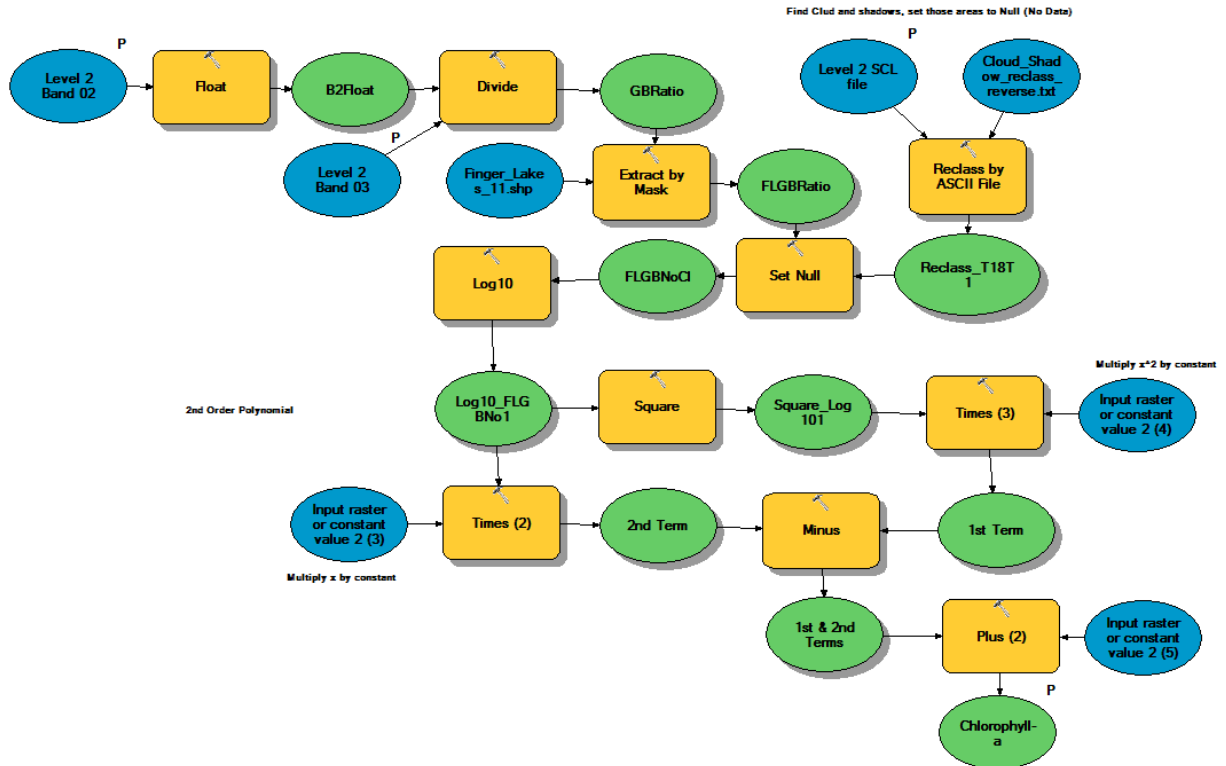 Find Clud and shadows, set those areas to Null (No Data)
P
P
Level 2
Band 02
Float
B2Float
Divide
GBRatio
Level 2 SCL
file
Cloud_Shad
ow_reclass_
reverse.txt
P
Level 2
Band 03
Finger_Lake
s_11.shp
Extract by
Mask
FLGBRatio
Reclass by
ASCII File
Log10
FLGBNoCl
Set Null
Reclass_T18T
1
Multiply x^2 by constant
2nd Order Polynomial
Log10_FLG
BNo1
Square
Square_Log
101
Times (3)
Input raster
or constant
value 2 (4)
Input raster
or constant
value 2 (3)
Times (2)
2nd Term
Minus
1st Term
Multiply x by constant
1st & 2nd
Terms
Plus (2)
Input raster
or constant
value 2 (5)
P
Chlorophyll-
a